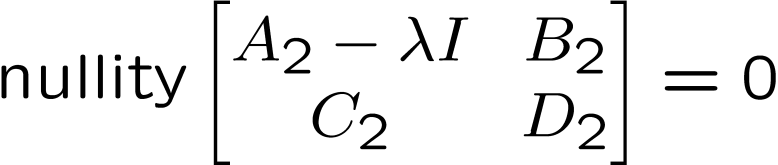 nullity [A₂ − λI B₂
C₂ D₂] = 0